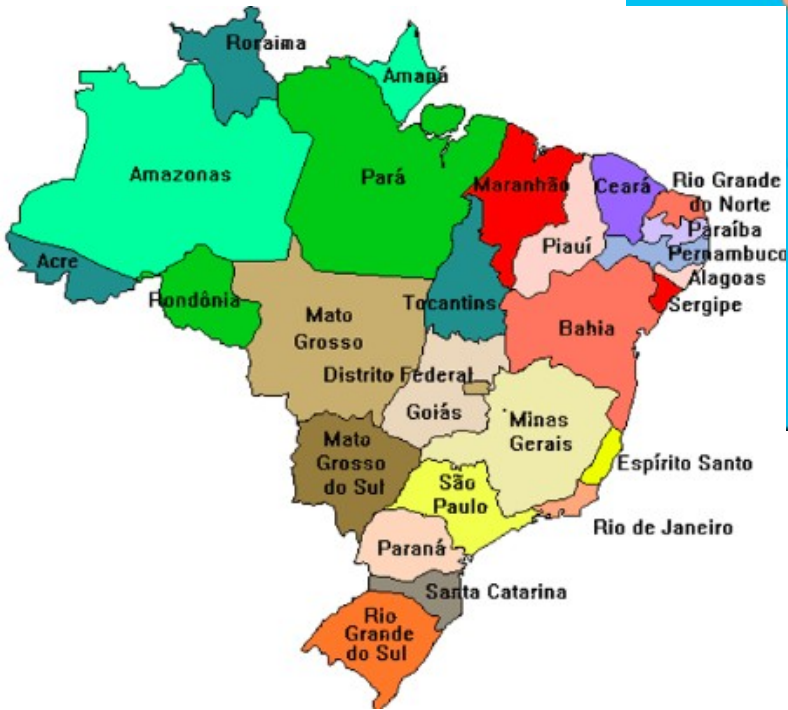 Roraima
Amapá
Amazonas
Pará
Maranhão
Ceará
Rio Grande
do Norte
Paraíba
Piauí
Pernambuco
Acre
Alagoas
Rondônia
Tocantins
Sergipe
Mato
Grosso
Bahia
Distrito Federal
Goiás
Minas
Gerais
Mato
Grosso
do Sul
Espírito Santo
São
Paulo
Rio de Janeiro
Paraná
Santa Catarina
Rio
Grande
do Sul